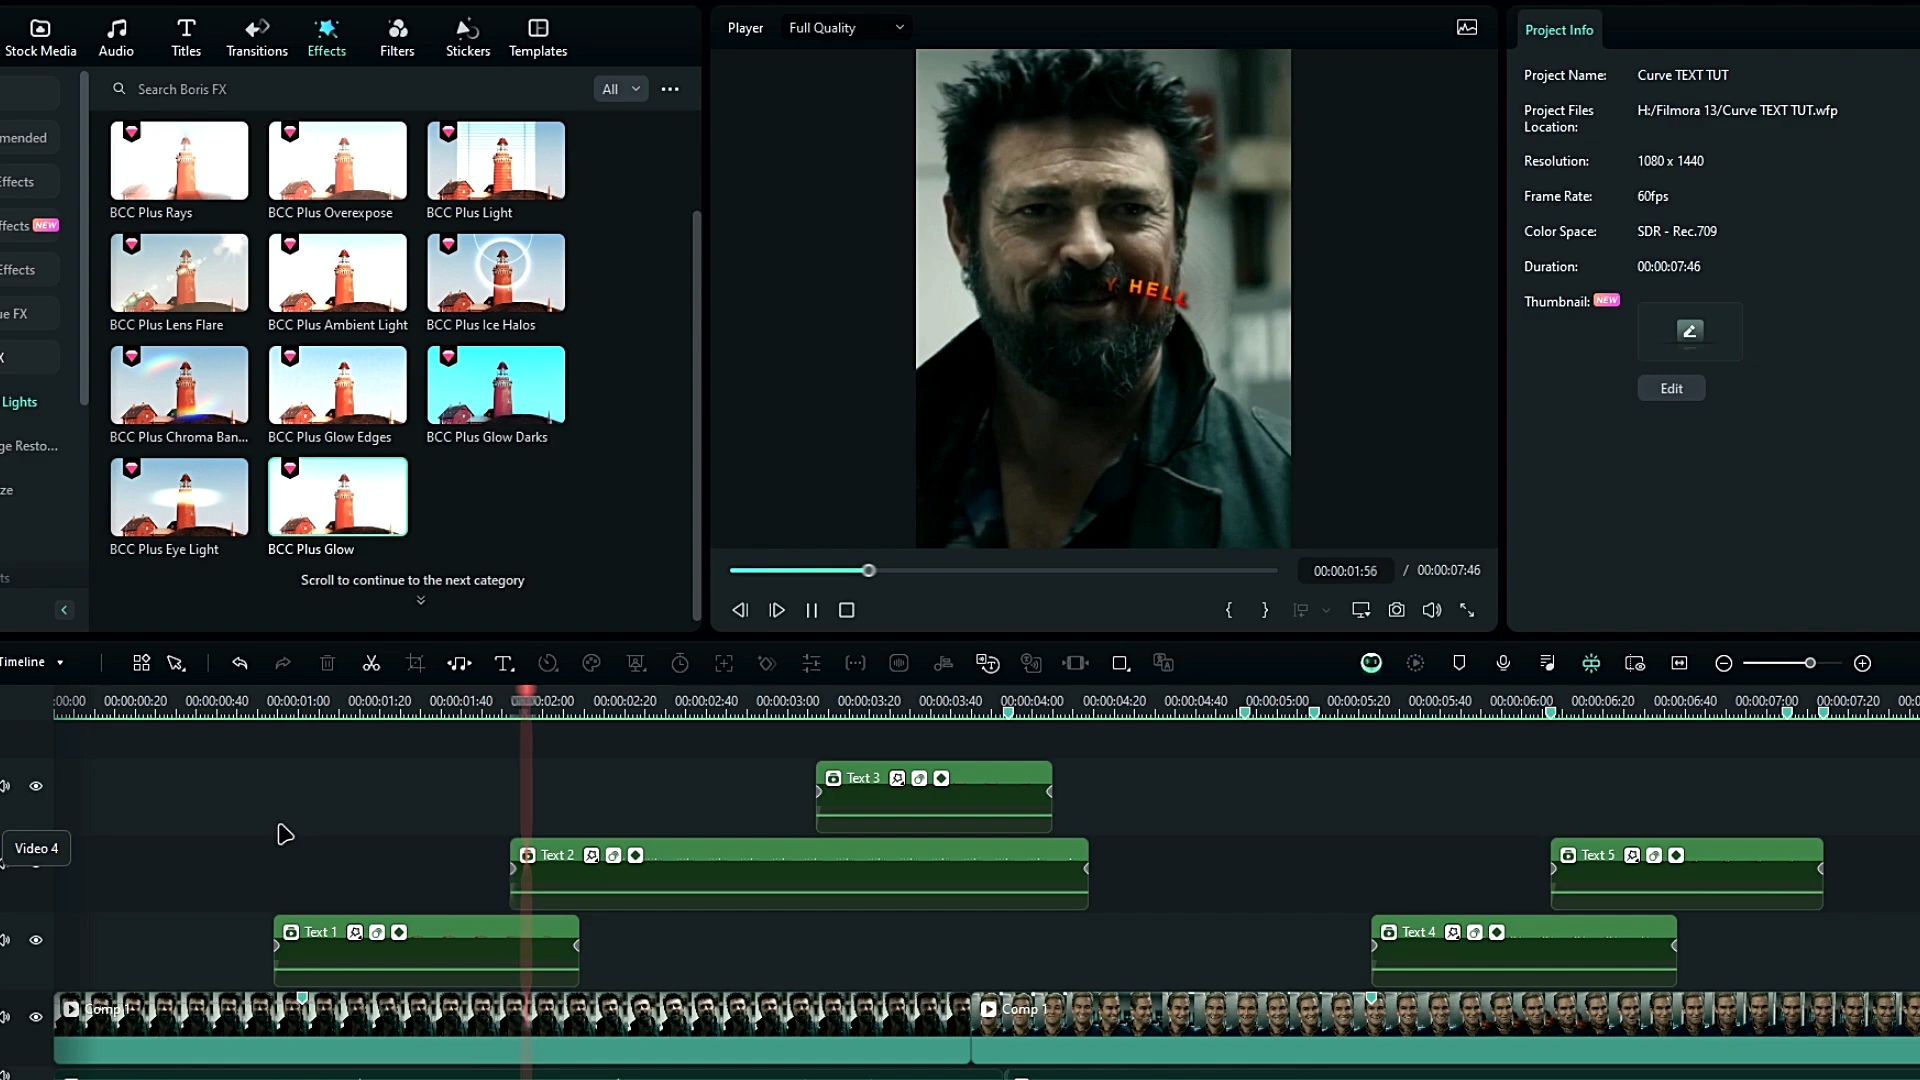 Stock Media
Audio
Titles
Transitions
Effects
Filters
Stickers
Templates
Search Boris FX
All
mended
Effects
ffects NEW
Effects
ue FX
X
Lights
ge Resto...
ze
ts
BCC Plus Rays
BCC Plus Overexpose
BCC Plus Light
BCC Plus Lens Flare
BCC Plus Ambient Light
BCC Plus Ice Halos
BCC Plus Chroma Ban...
BCC Plus Glow Edges
BCC Plus Glow Darks
BCC Plus Eye Light
BCC Plus Glow
Scroll to continue to the next category
Player
Full Quality
Y HELL
00:00:01:56 / 00:00:07:46
Project Info
Project Name: Curve TEXT TUT
Project Files Location: H:/Filmora 13/Curve TEXT TUT.wfp
Resolution: 1080 x 1440
Frame Rate: 60fps
Color Space: SDR - Rec.709
Duration: 00:00:07:46
Thumbnail: NEW
Edit
Timeline
:00:00 00:00:00:20 00:00:00:40 00:00:01:00 00:00:01:20 00:00:01:40 00:02:00 00:00:02:20 00:00:02:40 00:00:03:00 00:00:03:20 00:00:03:40 00:00:04:00 00:00:04:20 00:00:04:40 00:00:05:00 00:00:05:20 00:00:05:40 00:00:06:00 00:00:06:20 00:00:06:40 00:00:07:00 00:00:07:20 00:0
Text 3
Video 4
Text 2
Text 5
Text 1
Text 4
Comp 1
Comp 1